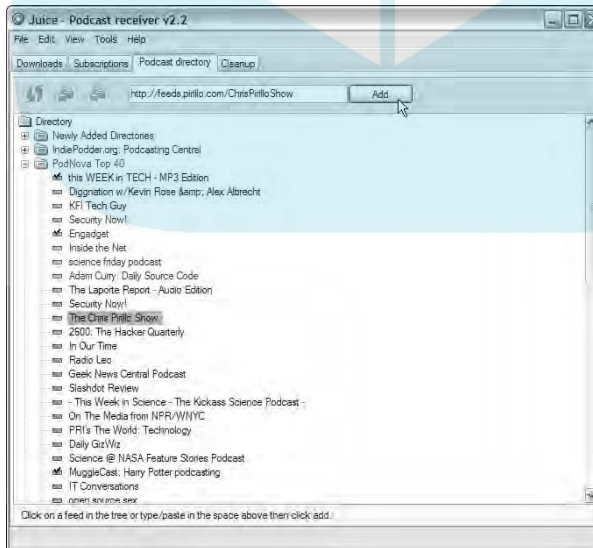 Juice - Podcast receiver v2.2
File Edit View Tools Help
Downloads Subscriptions Podcast directory Cleanup
http://feeds.pirillo.com/ChrisPirilloShow Add
Directory
Newly Added Directories
IndiePodder.org: Podcasting Central
PodNova Top 40
this WEEK in TECH - MP3 Edition
Diggnation w/Kevin Rose &amp; Alex Albrecht
KFI Tech Guy
Security Now!
Engadget
Inside the Net
science friday podcast
Adam Curry: Daily Source Code
The Laporte Report - Audio Edition
Security Now!
The Chris Pirillo Show
2600: The Hacker Quarterly
In Our Time
Radio Leo
Geek News Central Podcast
Slashdot Review
- This Week in Science - The Kickass Science Podcast -
On The Media from NPR/WNYC
PRI's The World: Technology
Daily GizWiz
Science @ NASA Feature Stories Podcast
MuggleCast: Harry Potter podcasting
IT Conversations
open source sex
Click on a feed in the tree or type/paste in the space above then click add.